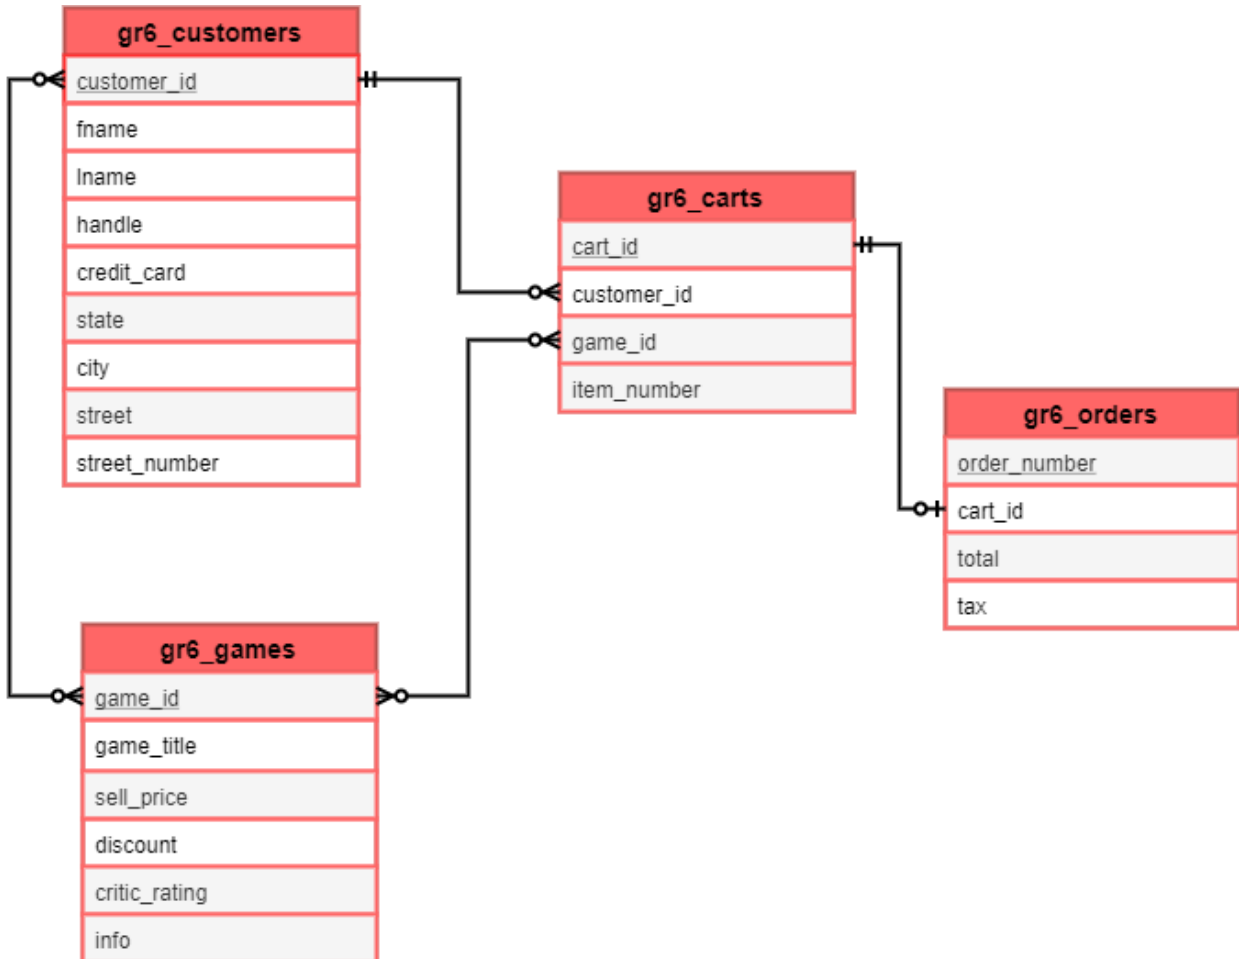 gr6_customers
customer_id
fname
lname
handle
credit_card
state
city
street
street_number
gr6_carts
cart_id
customer_id
game_id
item_number
gr6_orders
order_number
cart_id
total
tax
gr6_games
game_id
game_title
sell_price
discount
critic_rating
info